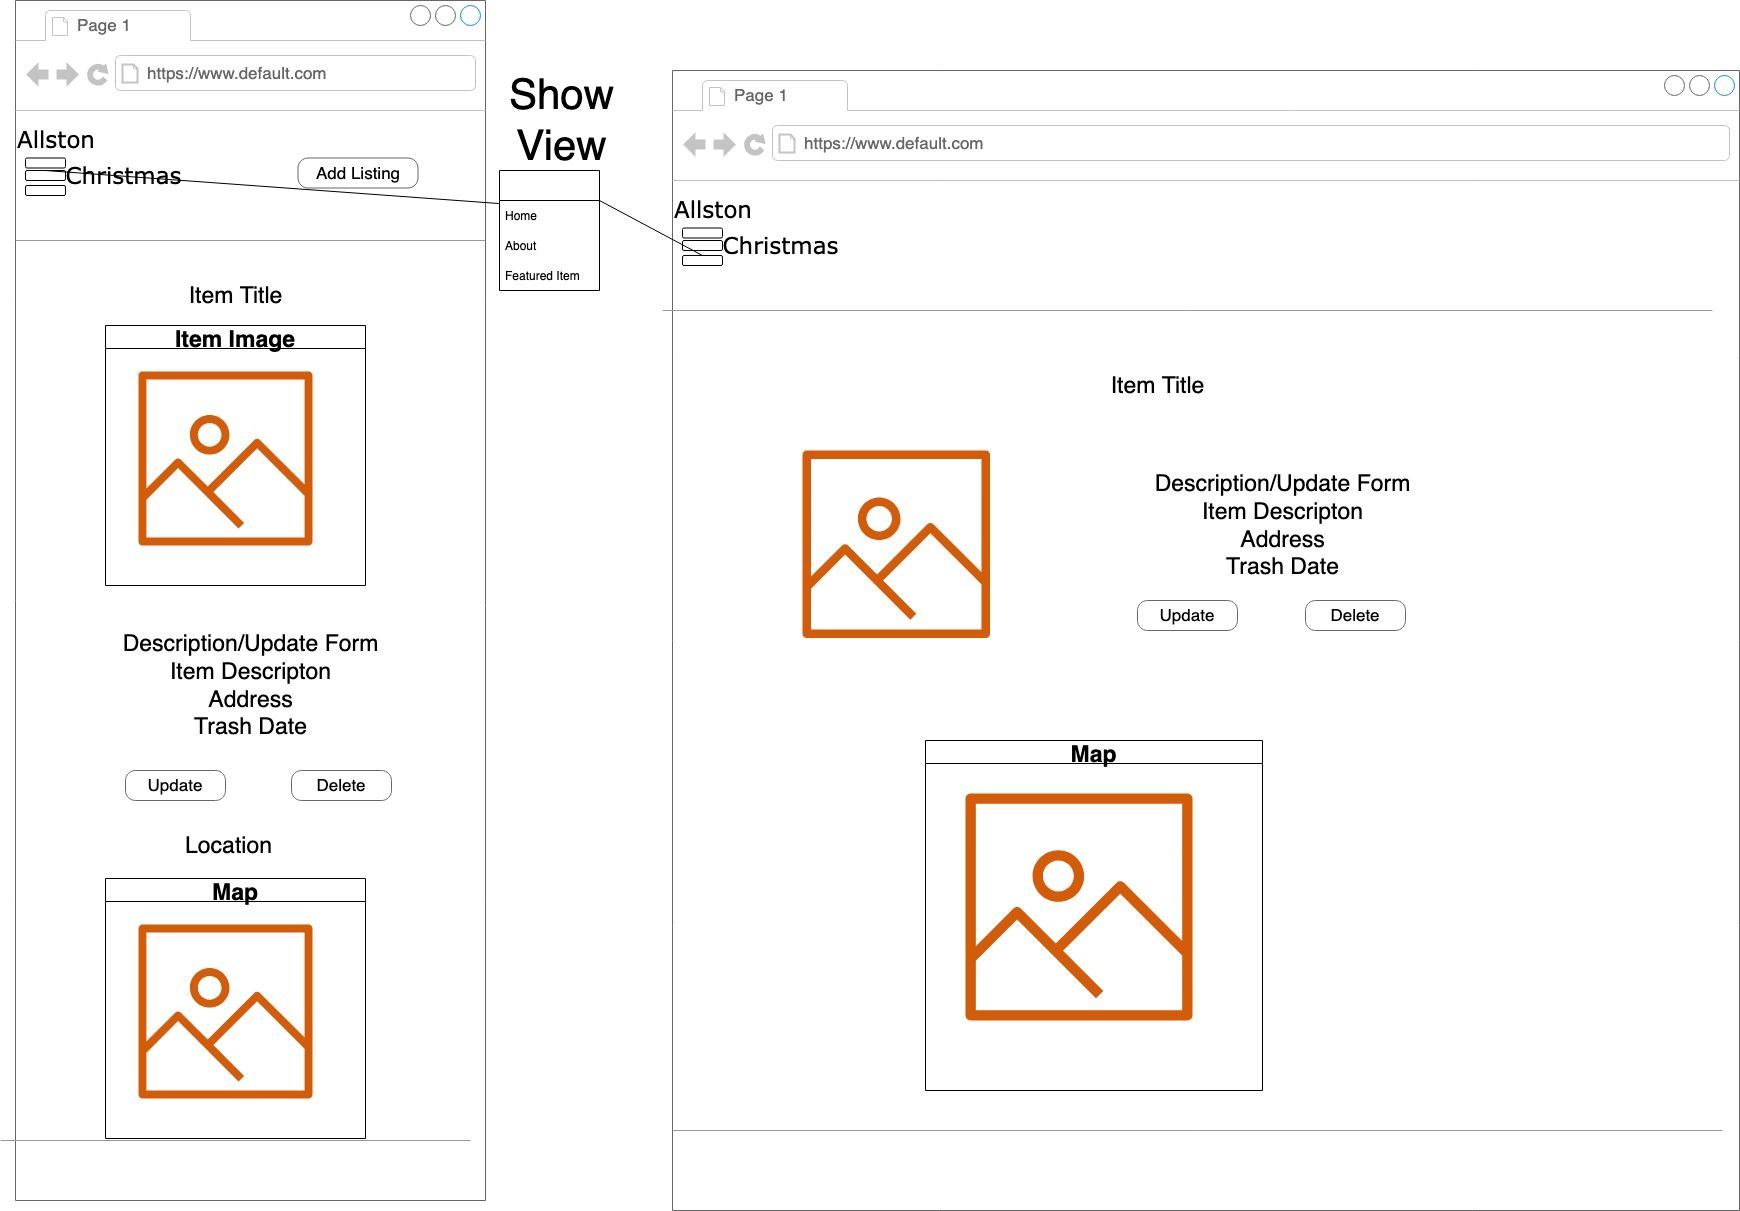 Page 1
https://www.default.com
Allston
Christmas
Add Listing
Item Title
Item Image
Description/Update Form
Item Descripton
Address
Trash Date
Update
Delete
Location
Map
Show
View
Home
About
Featured Item
Page 1
https://www.default.com
Allston
Christmas
Item Title
Description/Update Form
Item Descripton
Address
Trash Date
Update
Delete
Map